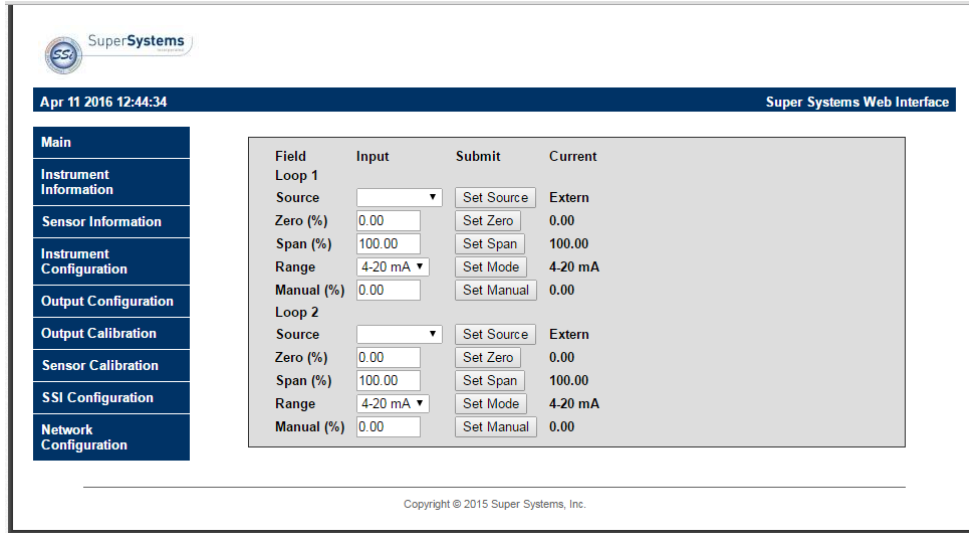 SSi SuperSystems
Apr 11 2016 12:44:34 Super Systems Web Interface
Main
Instrument
Information
Sensor Information
Instrument
Configuration
Output Configuration
Output Calibration
Sensor Calibration
SSI Configuration
Network
Configuration
Field Input Submit Current
Loop 1
Source Set Source Extern
Zero (%) 0.00 Set Zero 0.00
Span (%) 100.00 Set Span 100.00
Range 4-20 mA Set Mode 4-20 mA
Manual (%) 0.00 Set Manual 0.00
Loop 2
Source Set Source Extern
Zero (%) 0.00 Set Zero 0.00
Span (%) 100.00 Set Span 100.00
Range 4-20 mA Set Mode 4-20 mA
Manual (%) 0.00 Set Manual 0.00
Copyright © 2015 Super Systems, Inc.